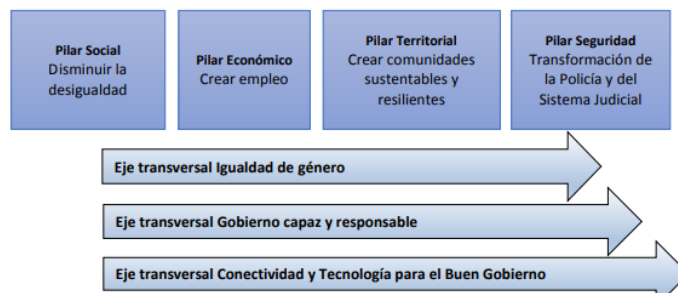 Pilar Social
Disminuir la
desigualdad
Pilar Económico
Crear empleo
Pilar Territorial
Crear comunidades
sustentables y
resilientes
Pilar Seguridad
Transformación de
la Policía y del
Sistema Judicial
Eje transversal Igualdad de género
Eje transversal Gobierno capaz y responsable
Eje transversal Conectividad y Tecnología para el Buen Gobierno